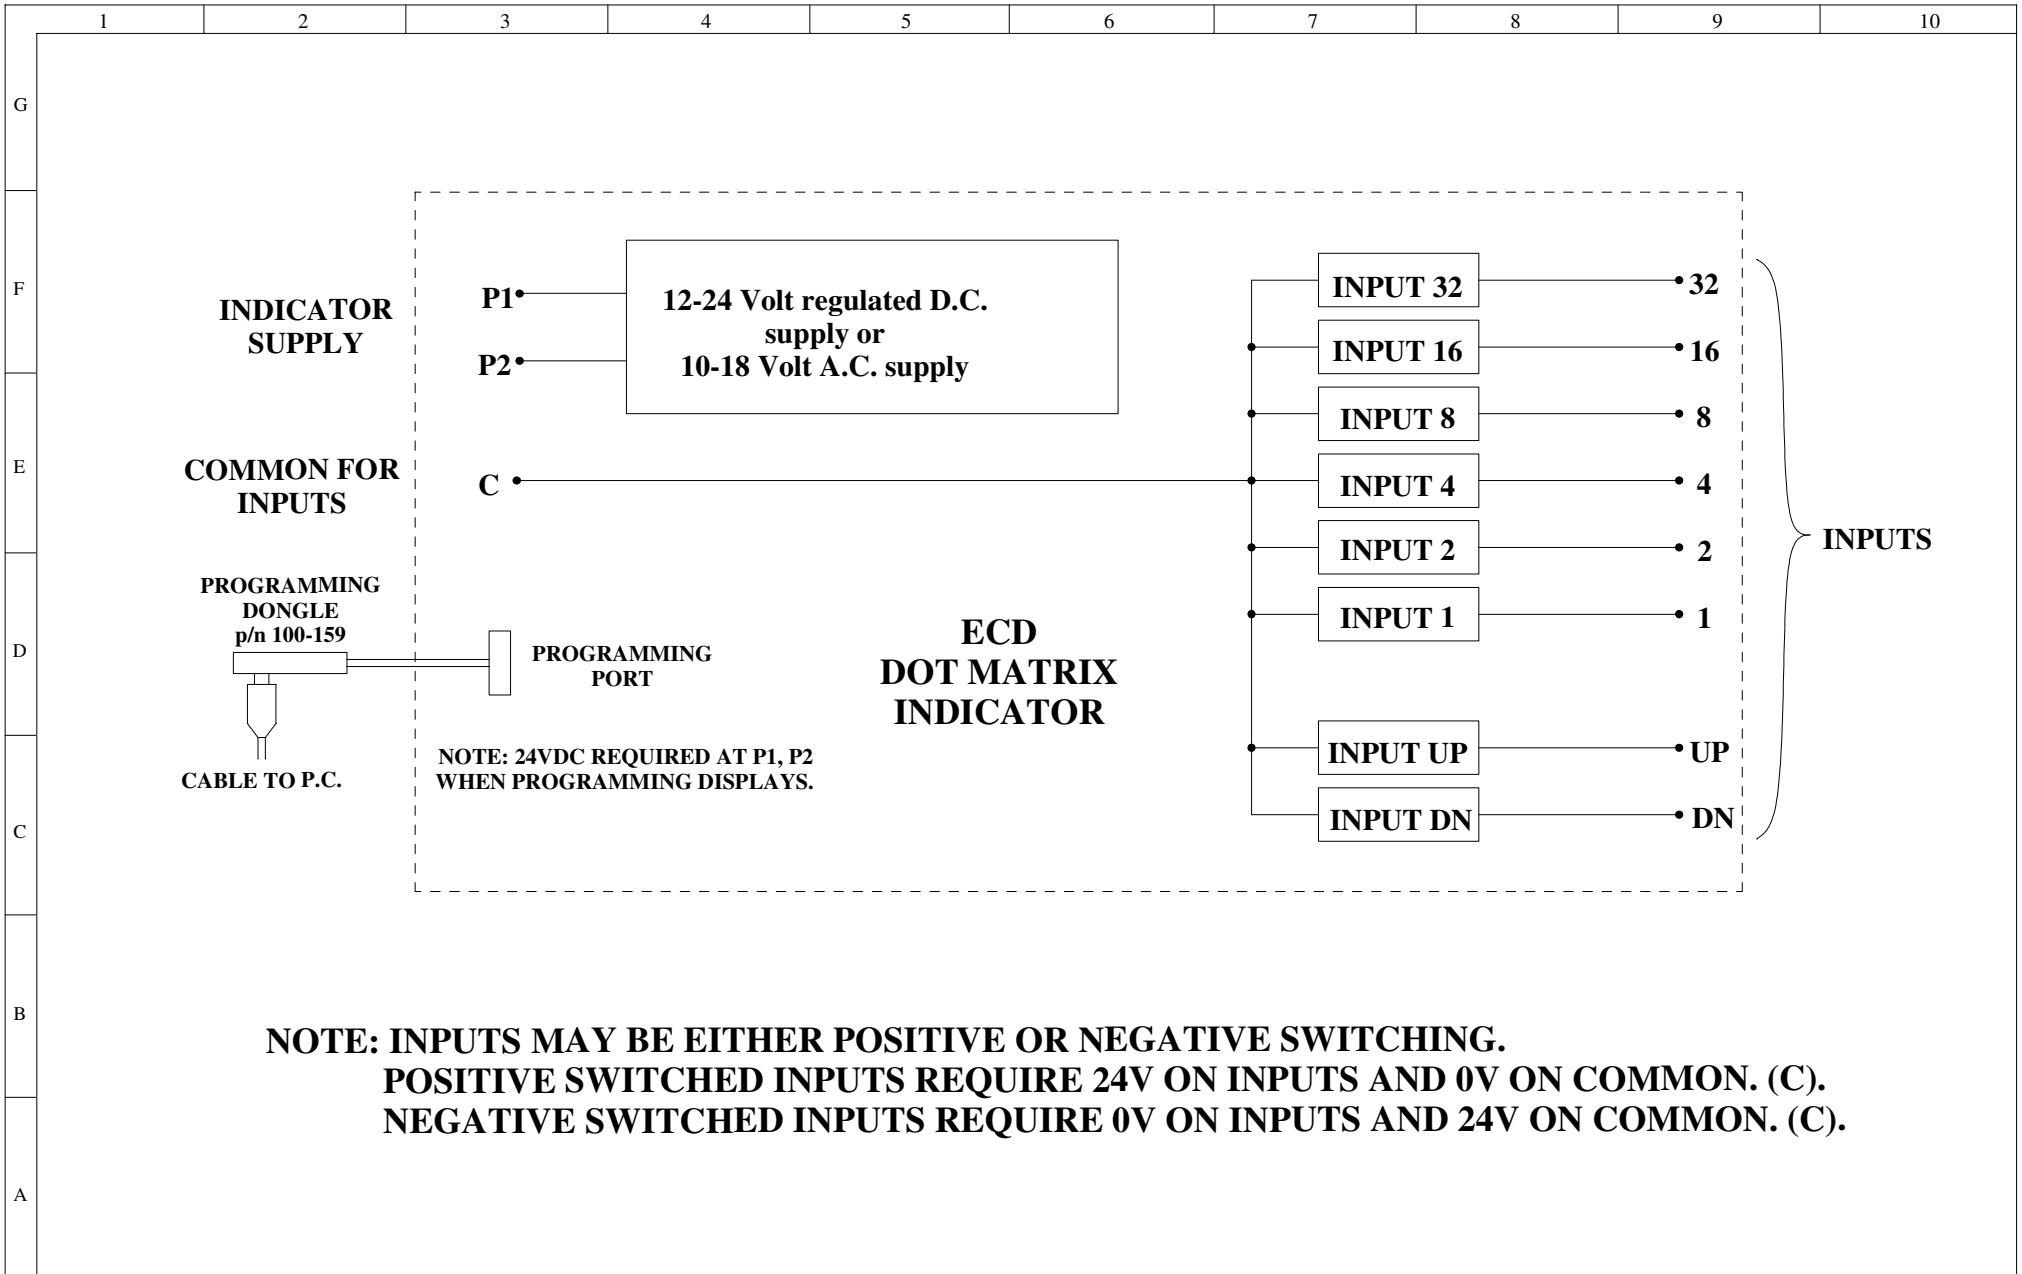 1 2 3 4 5 6 7 8 9 10
G
F
E
D
C
B
A
INDICATOR
SUPPLY
P1
P2
12-24 Volt regulated D.C.
supply or
10-18 Volt A.C. supply
COMMON FOR
INPUTS
C
PROGRAMMING
DONGLE
p/n 100-159
CABLE TO P.C.
PROGRAMMING
PORT
NOTE: 24VDC REQUIRED AT P1, P2
WHEN PROGRAMMING DISPLAYS.
ECD
DOT MATRIX
INDICATOR
INPUT 32 32
INPUT 16 16
INPUT 8 8
INPUT 4 4
INPUT 2 2
INPUT 1 1
INPUT UP UP
INPUT DN DN
INPUTS
NOTE: INPUTS MAY BE EITHER POSITIVE OR NEGATIVE SWITCHING.
POSITIVE SWITCHED INPUTS REQUIRE 24V ON INPUTS AND 0V ON COMMON. (C).
NEGATIVE SWITCHED INPUTS REQUIRE 0V ON INPUTS AND 24V ON COMMON. (C).